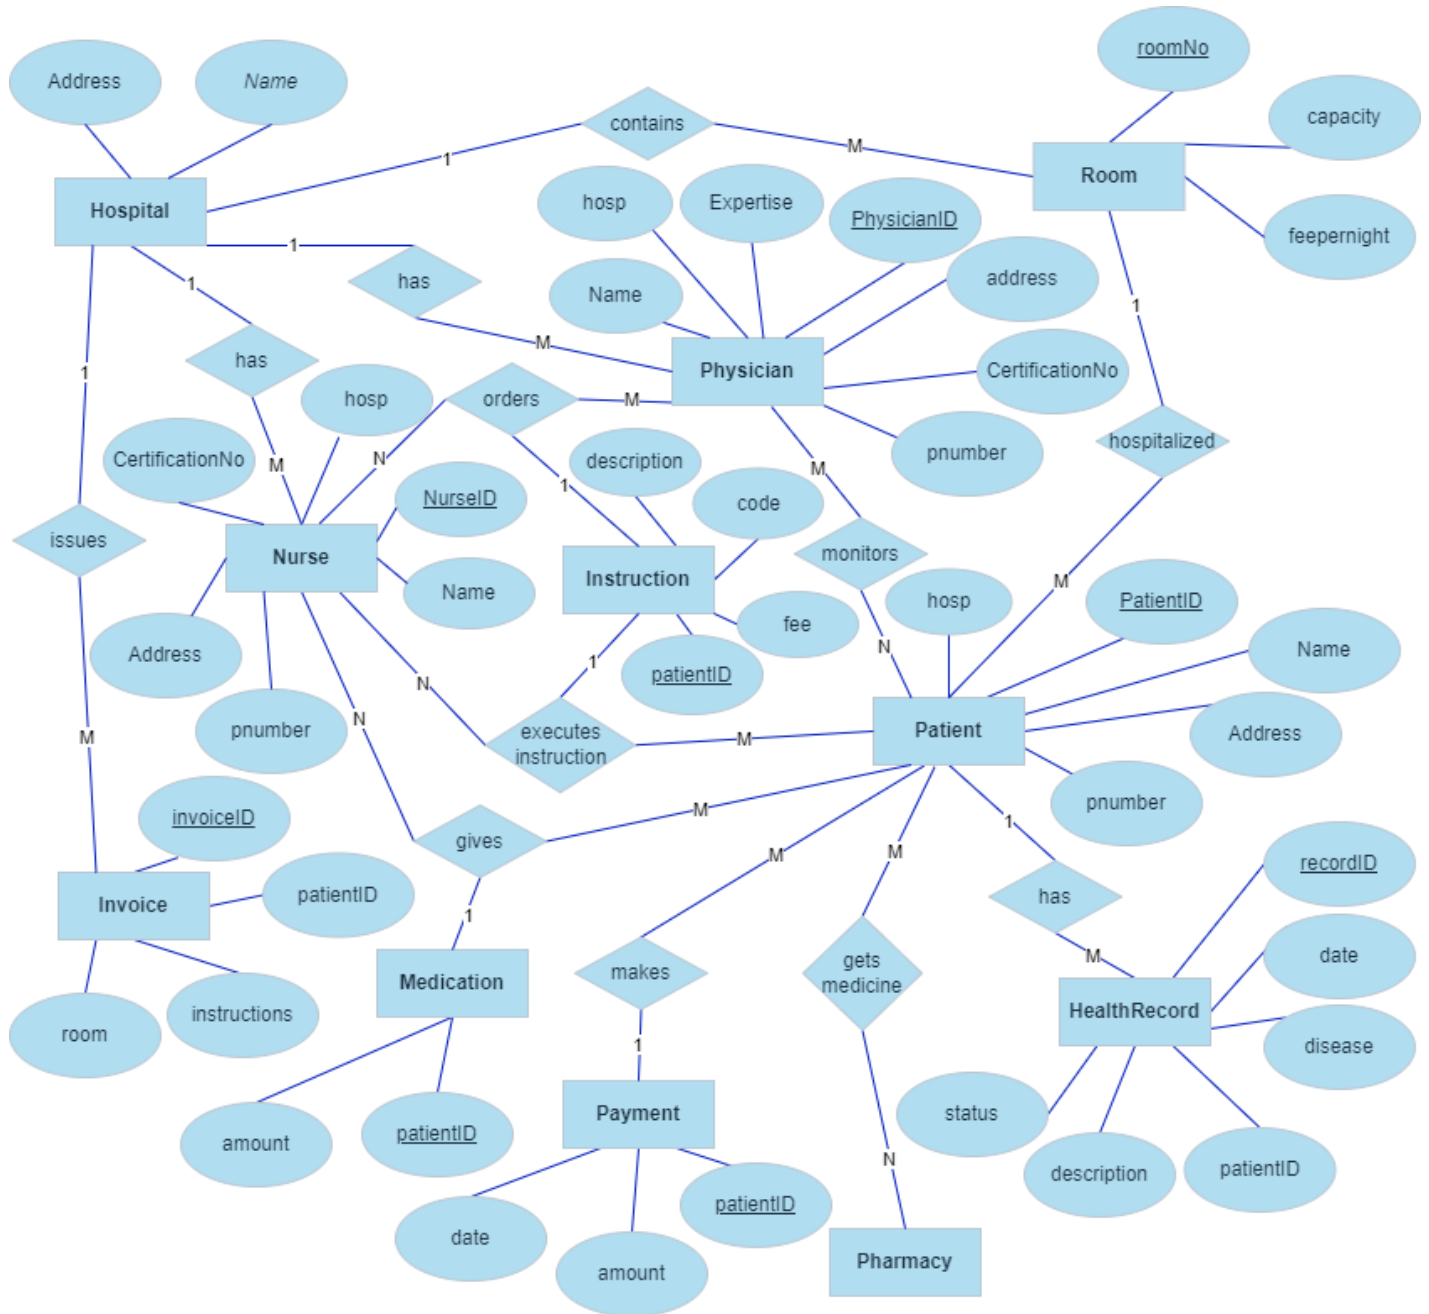 roomNo
Address
Name
capacity
contains
1
M
Room
hosp
Expertise
Hospital
PhysicianID
feepernight
1
has
address
1
Name
1
M
has
Physician
CertificationNo
1
hosp
orders
M
hospitalized
pnumber
CertificationNo
N
description
M
M
1
NurseID
code
issues
monitors
Nurse
Instruction
M
Name
hosp
PatientID
fee
Address
N
Name
1
patientID
N
N
pnumber
executes
instruction
M
Patient
Address
M
pnumber
invoiceID
M
1
gives
M
M
recordID
patientID
has
Invoice
1
M
date
gets
medicine
makes
Medication
instructions
HealthRecord
room
1
disease
status
Payment
amount
patientID
N
description
patientID
patientID
date
Pharmacy
amount